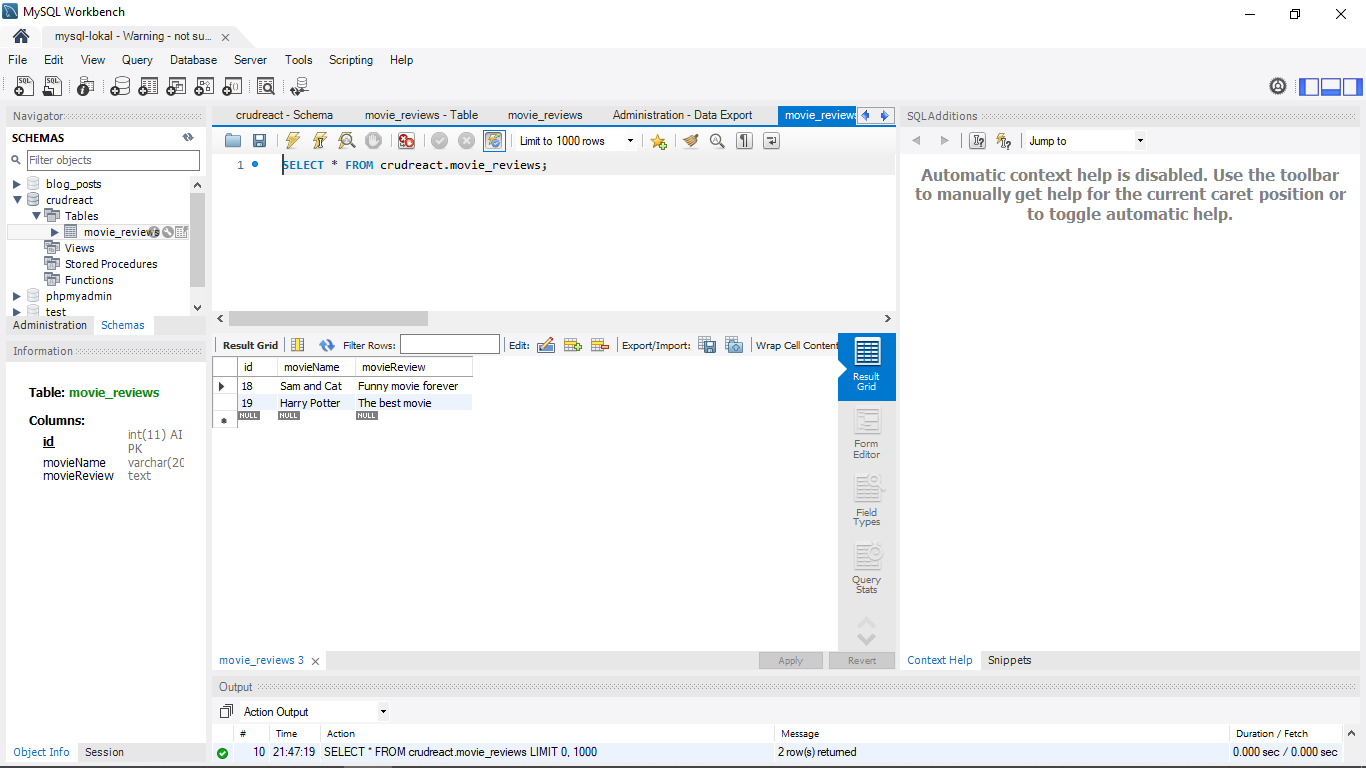 MySQL Workbench
mysql-lokal - Warning - not su...
File Edit View Query Database Server Tools Scripting Help
Navigator
SCHEMAS
Filter objects
blog_posts
crudreact
Tables
movie_reviews
Views
Stored Procedures
Functions
phpmyadmin
test
Administration Schemas
Information
Table: movie_reviews
Columns:
id int(11) AI
PK
movieName varchar(20
movieReview text
Object Info Session
crudreact - Schema movie_reviews - Table movie_reviews Administration - Data Export movie_reviews
Limit to 1000 rows
1 SELECT * FROM crudreact.movie_reviews;
Result Grid Filter Rows: Edit: Export/Import: Wrap Cell Content
id movieName movieReview
18 Sam and Cat Funny movie forever
19 Harry Potter The best movie
NULL NULL NULL
Result
Grid
Form
Editor
Field
Types
Query
Stats
movie_reviews 3 Apply Revert
SQLAdditions
Jump to
Automatic context help is disabled. Use the toolbar
to manually get help for the current caret position or
to toggle automatic help.
Context Help Snippets
Output
Action Output
# Time Action Message Duration / Fetch
10 21:47:19 SELECT * FROM crudreact.movie_reviews LIMIT 0, 1000 2 row(s) returned 0.000 sec / 0.000 sec